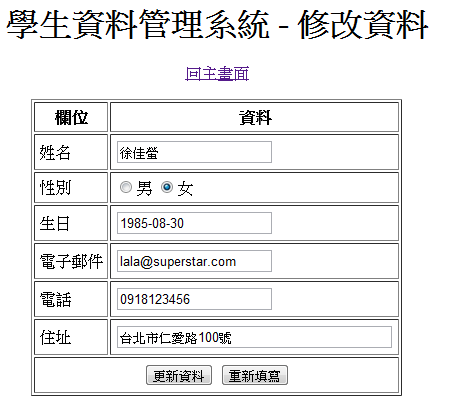 學生資料管理系統 - 修改資料
回主畫面
欄位 資料
姓名 徐佳瑩
性別 男 女
生日 1985-08-30
電子郵件 lala@superstar.com
電話 0918123456
住址 台北市仁愛路100號
更新資料 重新填寫